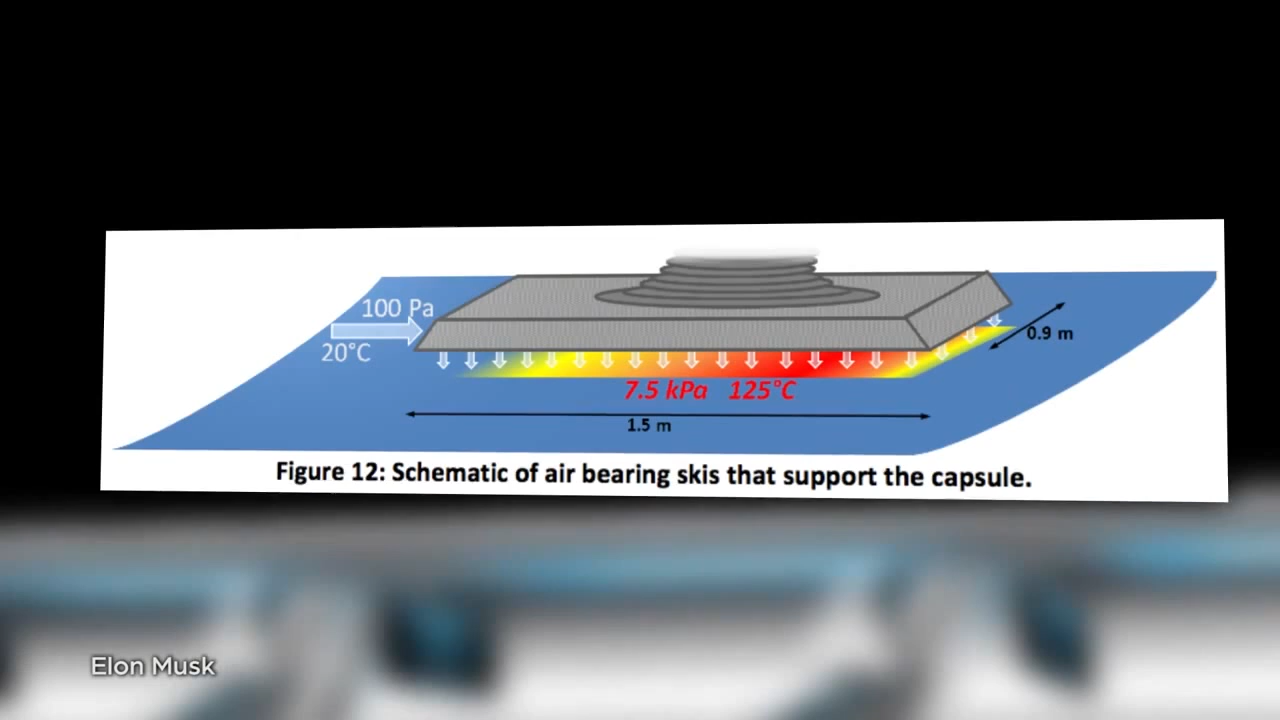 100 Pa
20°C
0.9 m
7.5 kPa 125°C
1.5 m
Figure 12: Schematic of air bearing skis that support the capsule.
Elon Musk